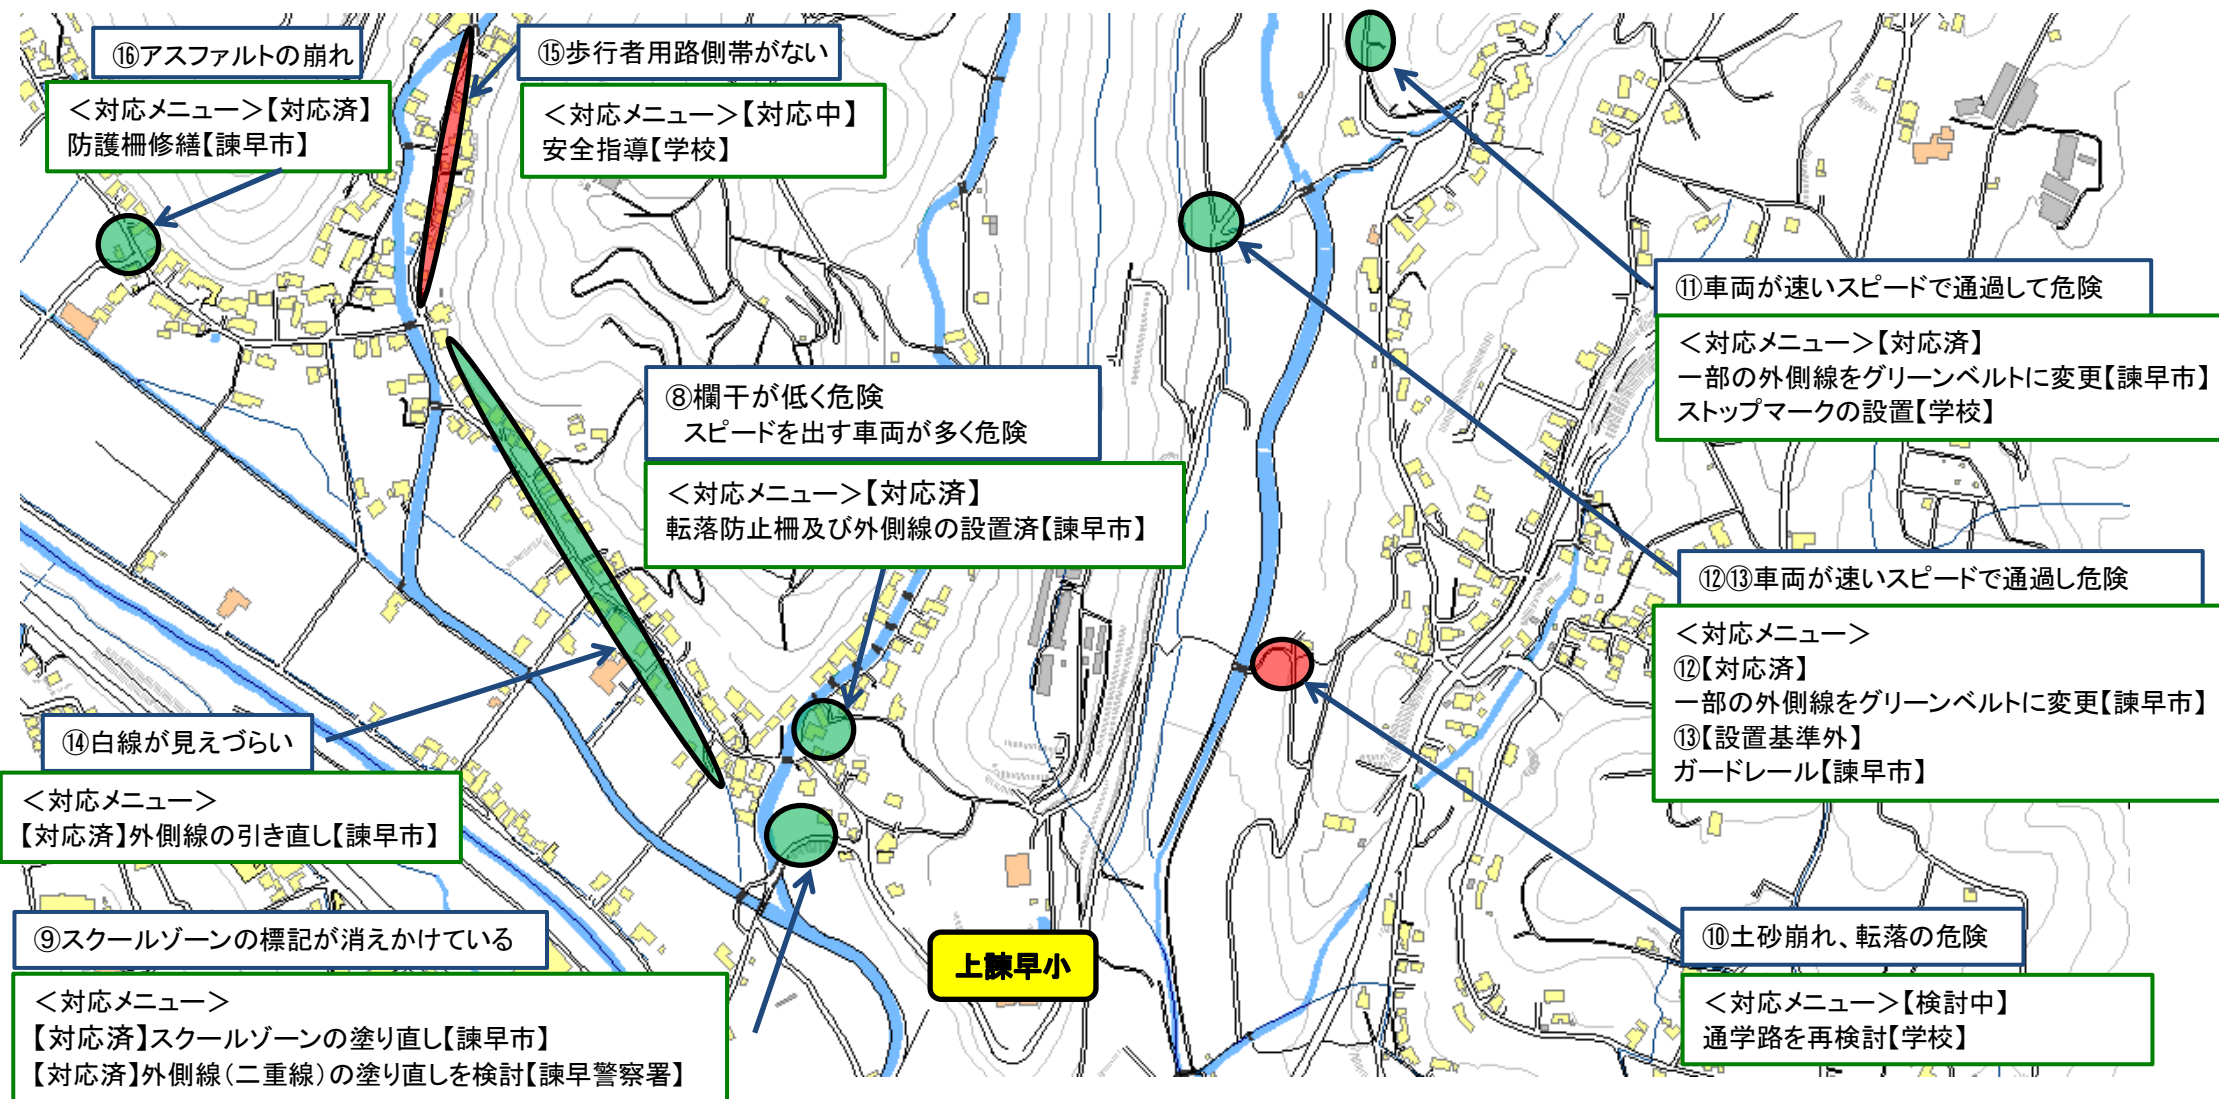 ⑯アスファルトの崩れ
＜対応メニュー＞【対応済】
防護柵修繕【諫早市】
⑮歩行者用路側帯がない
＜対応メニュー＞【対応中】
安全指導【学校】
⑪車両が速いスピードで通過して危険
＜対応メニュー＞【対応済】
一部の外側線をグリーンベルトに変更【諫早市】
ストップマークの設置【学校】
⑧欄干が低く危険
スピードを出す車両が多く危険
＜対応メニュー＞【対応済】
転落防止柵及び外側線の設置済【諫早市】
⑫⑬車両が速いスピードで通過し危険
＜対応メニュー＞
⑫【対応済】
一部の外側線をグリーンベルトに変更【諫早市】
⑬【設置基準外】
ガードレール【諫早市】
⑭白線が見えづらい
＜対応メニュー＞
【対応済】外側線の引き直し【諫早市】
⑨スクールゾーンの標記が消えかけている
＜対応メニュー＞
【対応済】スクールゾーンの塗り直し【諫早市】
【対応済】外側線（二重線）の塗り直しを検討【諫早警察署】
上諫早小
⑩土砂崩れ、転落の危険
＜対応メニュー＞【検討中】
通学路を再検討【学校】